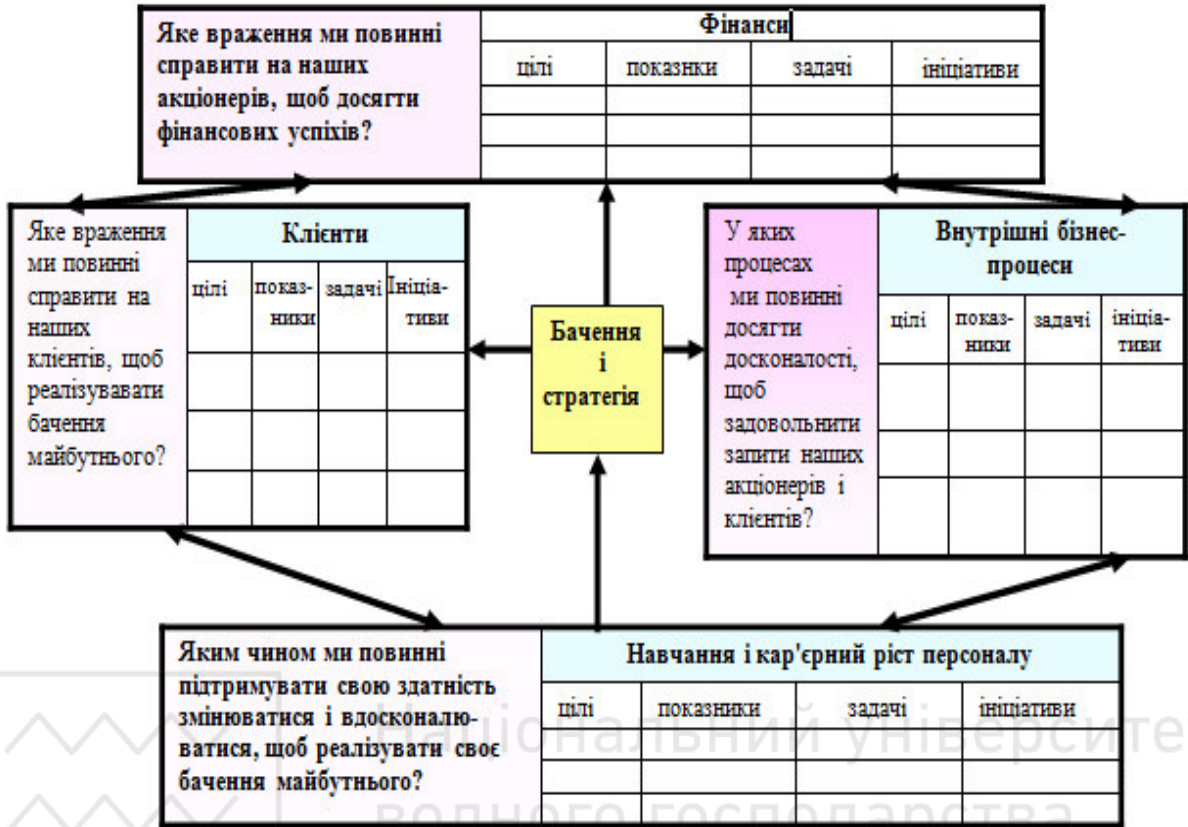 Яке враження ми повинні
справити на наших
акціонерів, щоб досягти
фінансових успіхів?
Фінанси
цілі показнки задачі ініціативи
Яке враження
ми повинні
справити на
наших
клієнтів, щоб
реалізувавати
бачення
майбутнього?
Клієнти
цілі показ- задачі Ініціа-
ники тиви
Бачення
і
стратегія
У яких
процесах
ми повинні
досягти
досконалості,
щоб
задовольнити
запити наших
акціонерів і
клієнтів?
Внутрішні бізнес-
процеси
цілі показ- задачі ініціа-
ники тиви
Яким чином ми повинні
підтримувати свою здатність
змінюватися і вдосконалю-
ватися, щоб реалізувати своє
бачення майбутнього?
Навчання і кар'єрний ріст персоналу
цілі показники задачі ініціативи
Національний університе
водного господарства